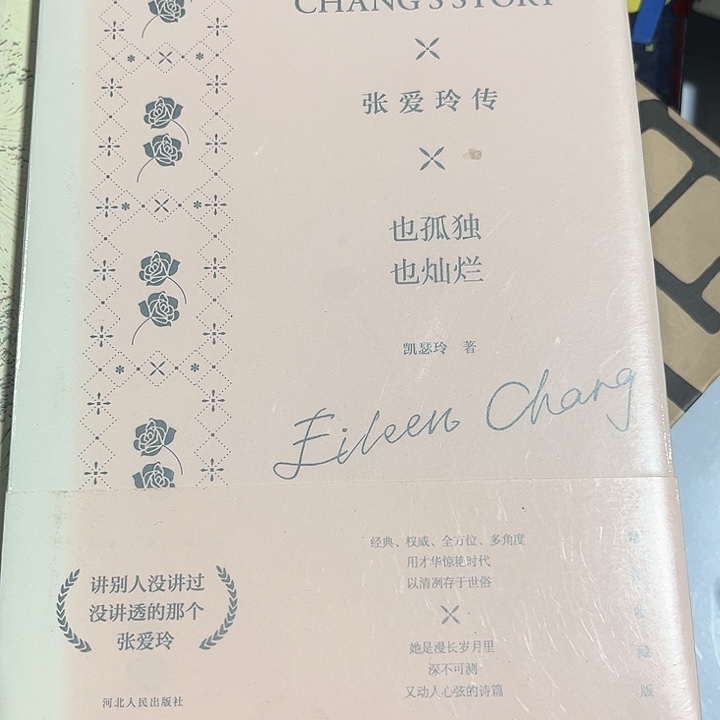 CHANG'S STORY
张爱玲传
也孤独
也灿烂
凯瑟玲 著
Eileen Chang
经典、权威、全方位、多角度
用才华惊艳时代
以清冽存于世俗
她是漫长岁月里
深不可测
又动人心弦的诗篇
讲别人没讲过
没讲透的那个
张爱玲
河北人民出版社
藏
版